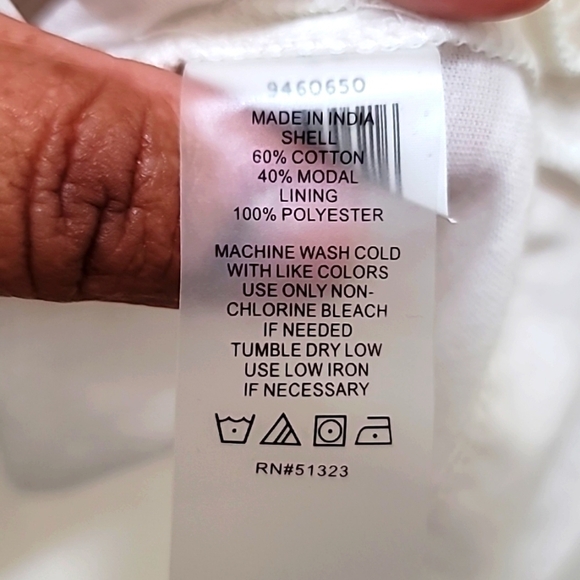 9460650
MADE IN INDIA
SHELL
60% COTTON
40% MODAL
LINING
100% POLYESTER
MACHINE WASH COLD
WITH LIKE COLORS
USE ONLY NON-
CHLORINE BLEACH
IF NEEDED
TUMBLE DRY LOW
USE LOW IRON
IF NECESSARY
RN#51323